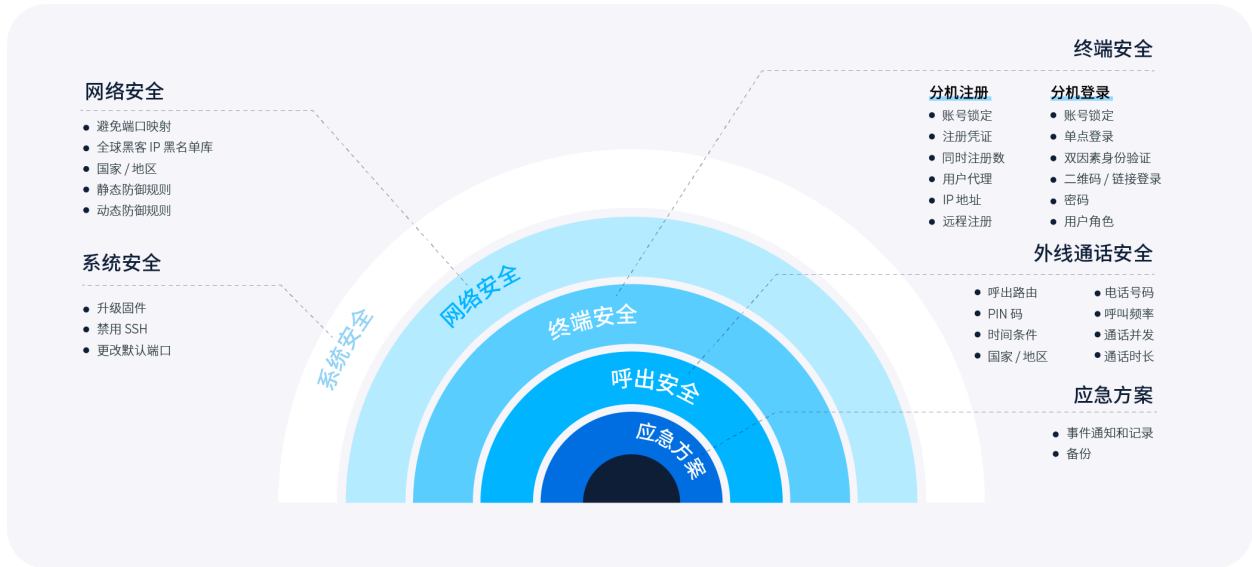 网络安全
避免端口映射
全球黑客 IP 黑名单库
国家 / 地区
静态防御规则
动态防御规则
系统安全
升级固件
禁用 SSH
更改默认端口
系统安全
网络安全
终端安全
呼出安全
应急方案
终端安全
分机注册
账号锁定
注册凭证
同时注册数
用户代理
IP 地址
远程注册
分机登录
账号锁定
单点登录
双因素身份验证
二维码 / 链接登录
密码
用户角色
外线通话安全
呼出路由
PIN 码
时间条件
国家 / 地区
电话号码
呼叫频率
通话并发
通话时长
应急方案
事件通知和记录
备份